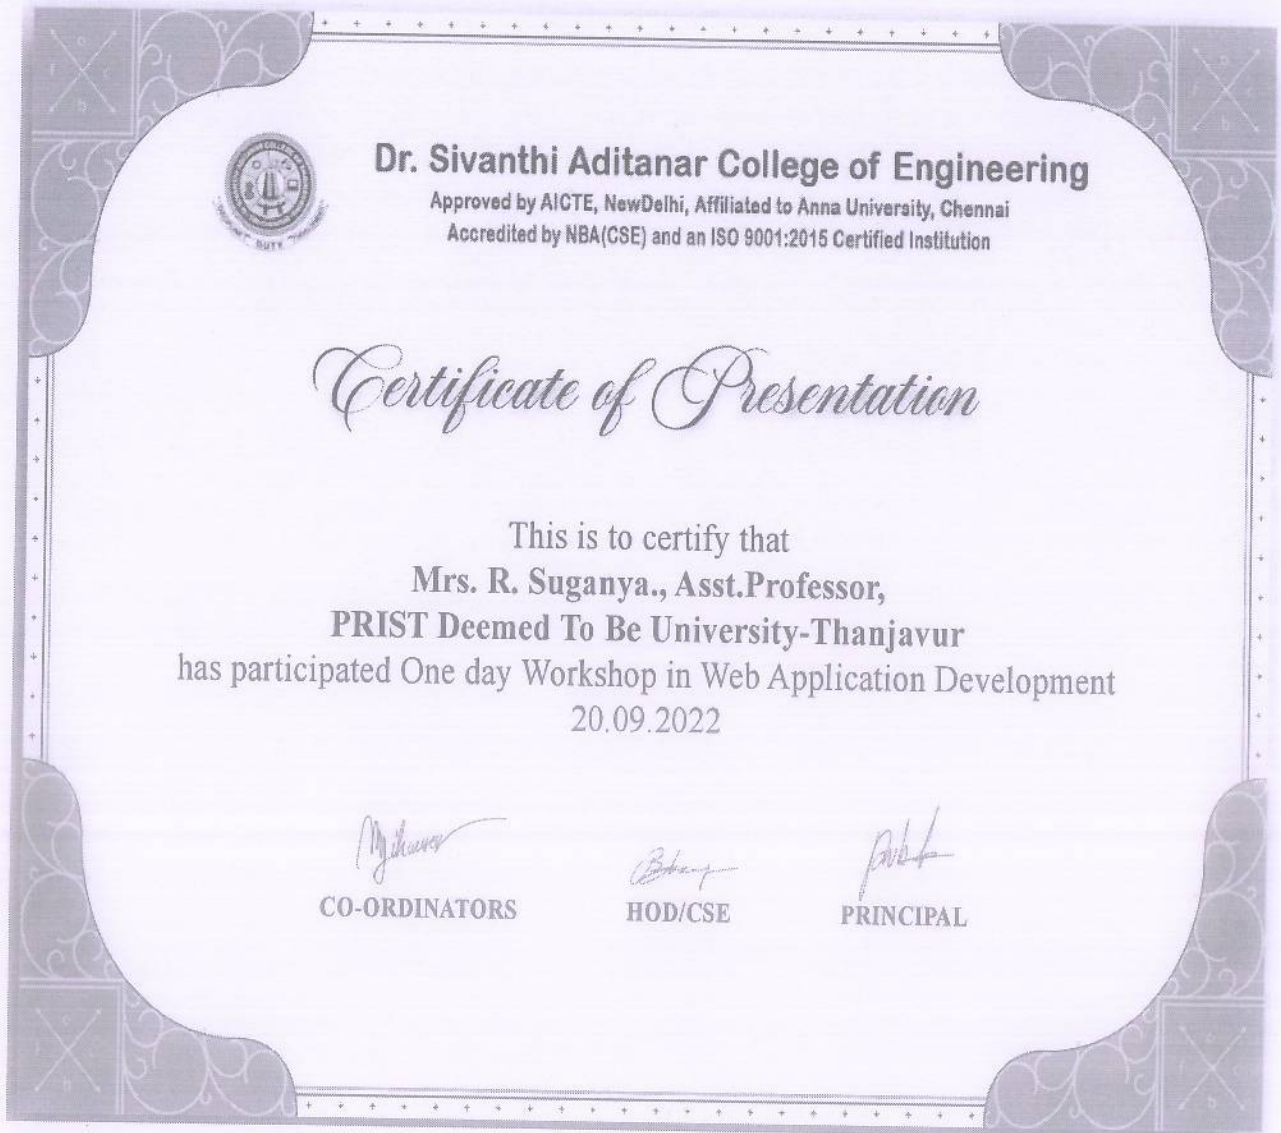 Dr. Sivanthi Aditanar College of Engineering
Approved by AICTE, NewDelhi, Affiliated to Anna University, Chennai
Accredited by NBA(CSE) and an ISO 9001:2015 Certified Institution
Certificate of Presentation
This is to certify that
Mrs. R. Suganya., Asst.Professor,
PRIST Deemed To Be University-Thanjavur
has participated One day Workshop in Web Application Development
20.09.2022
CO-ORDINATORS
HOD/CSE
PRINCIPAL